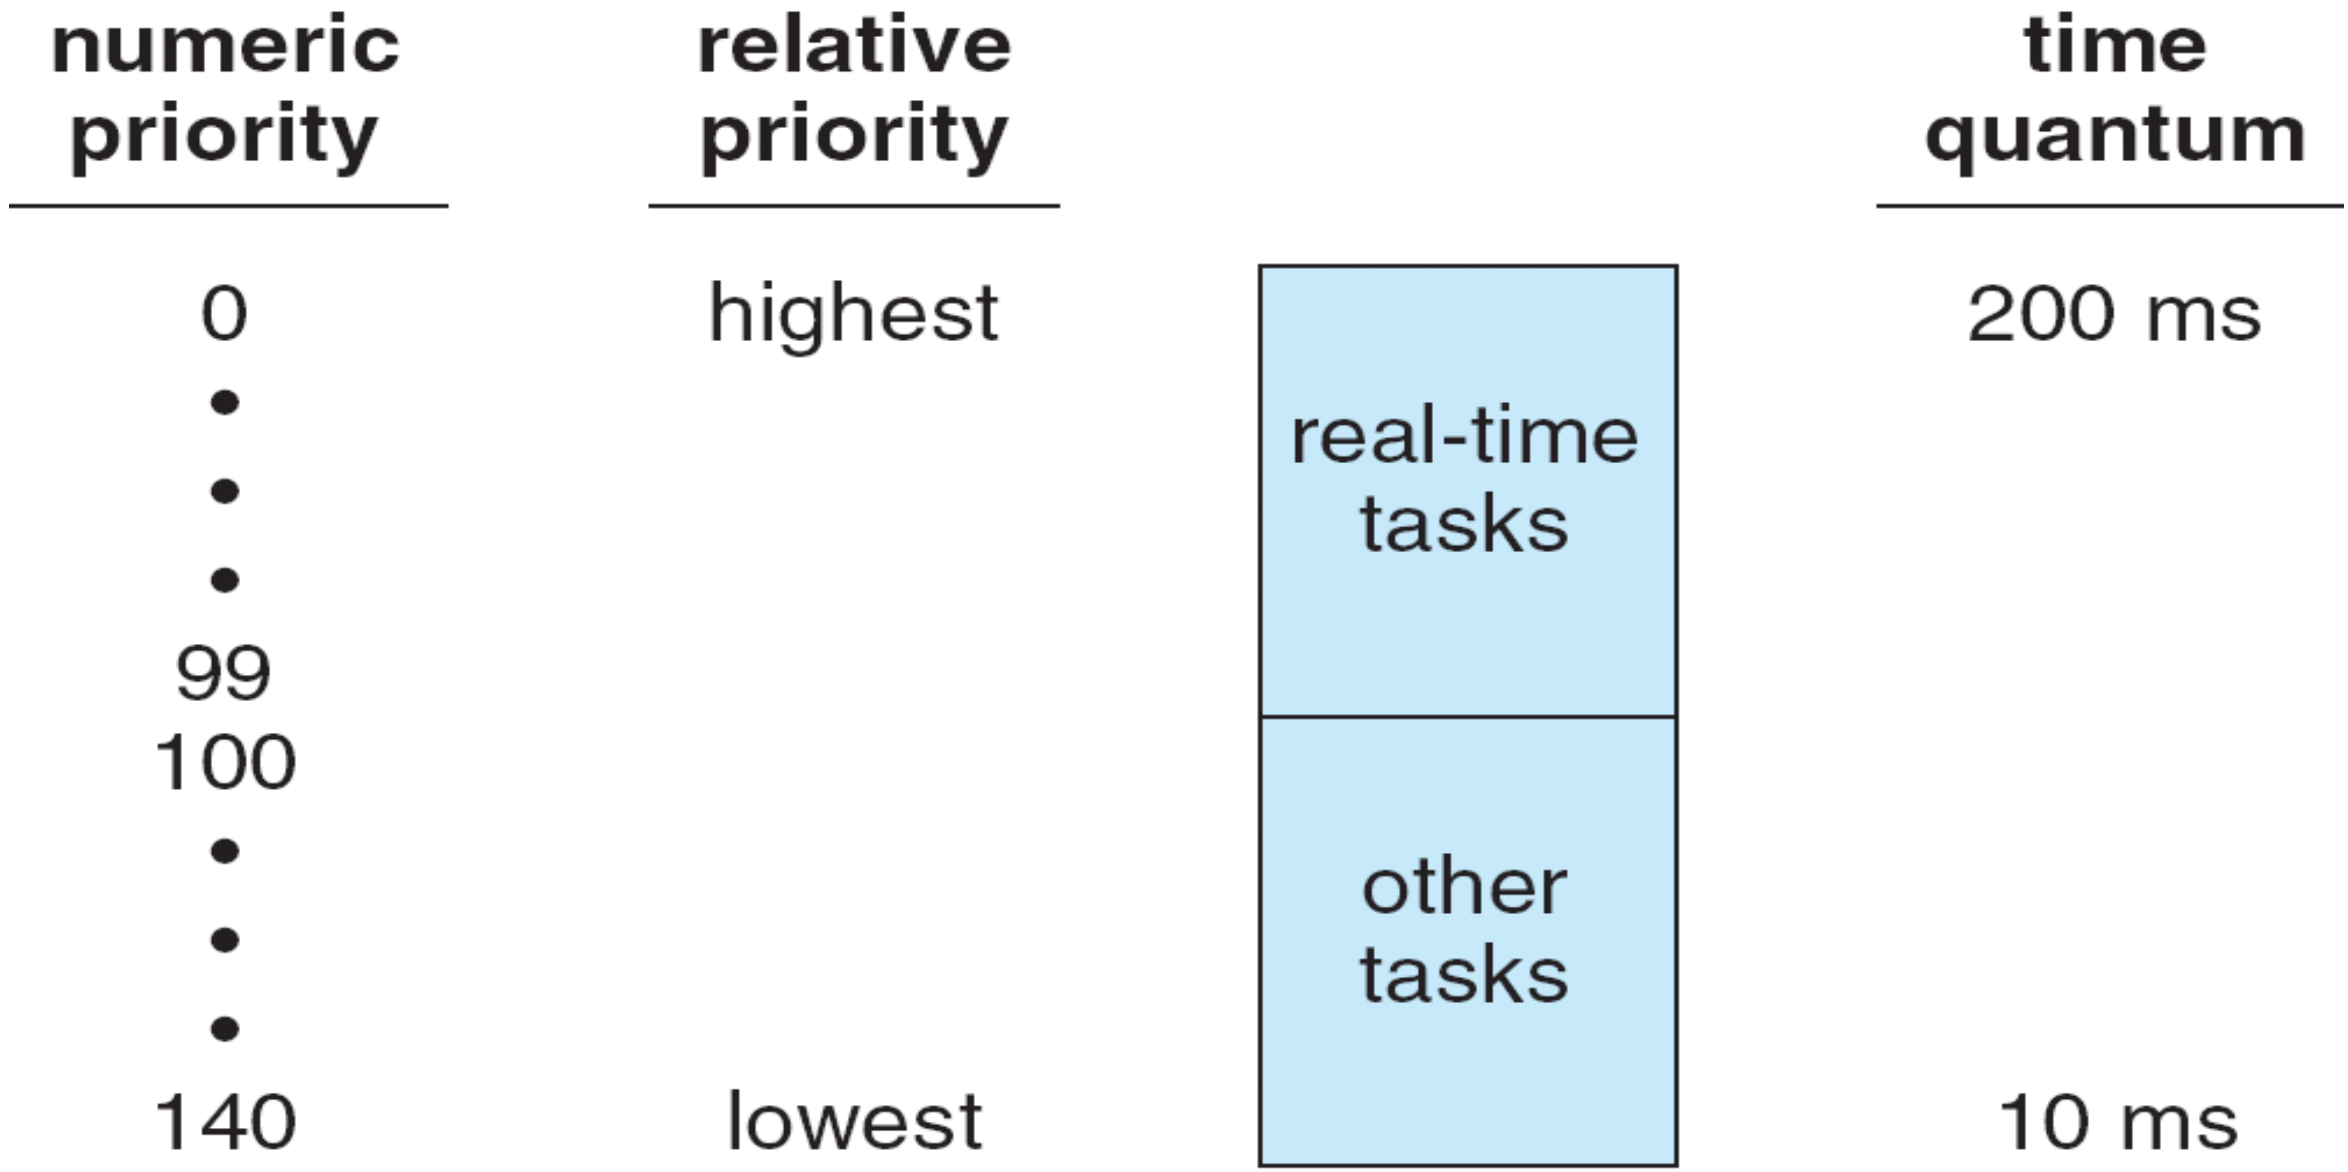 numeric priority
relative priority
time quantum
0 highest 200 ms
real-time
tasks
99
100
other
tasks
140 lowest 10 ms